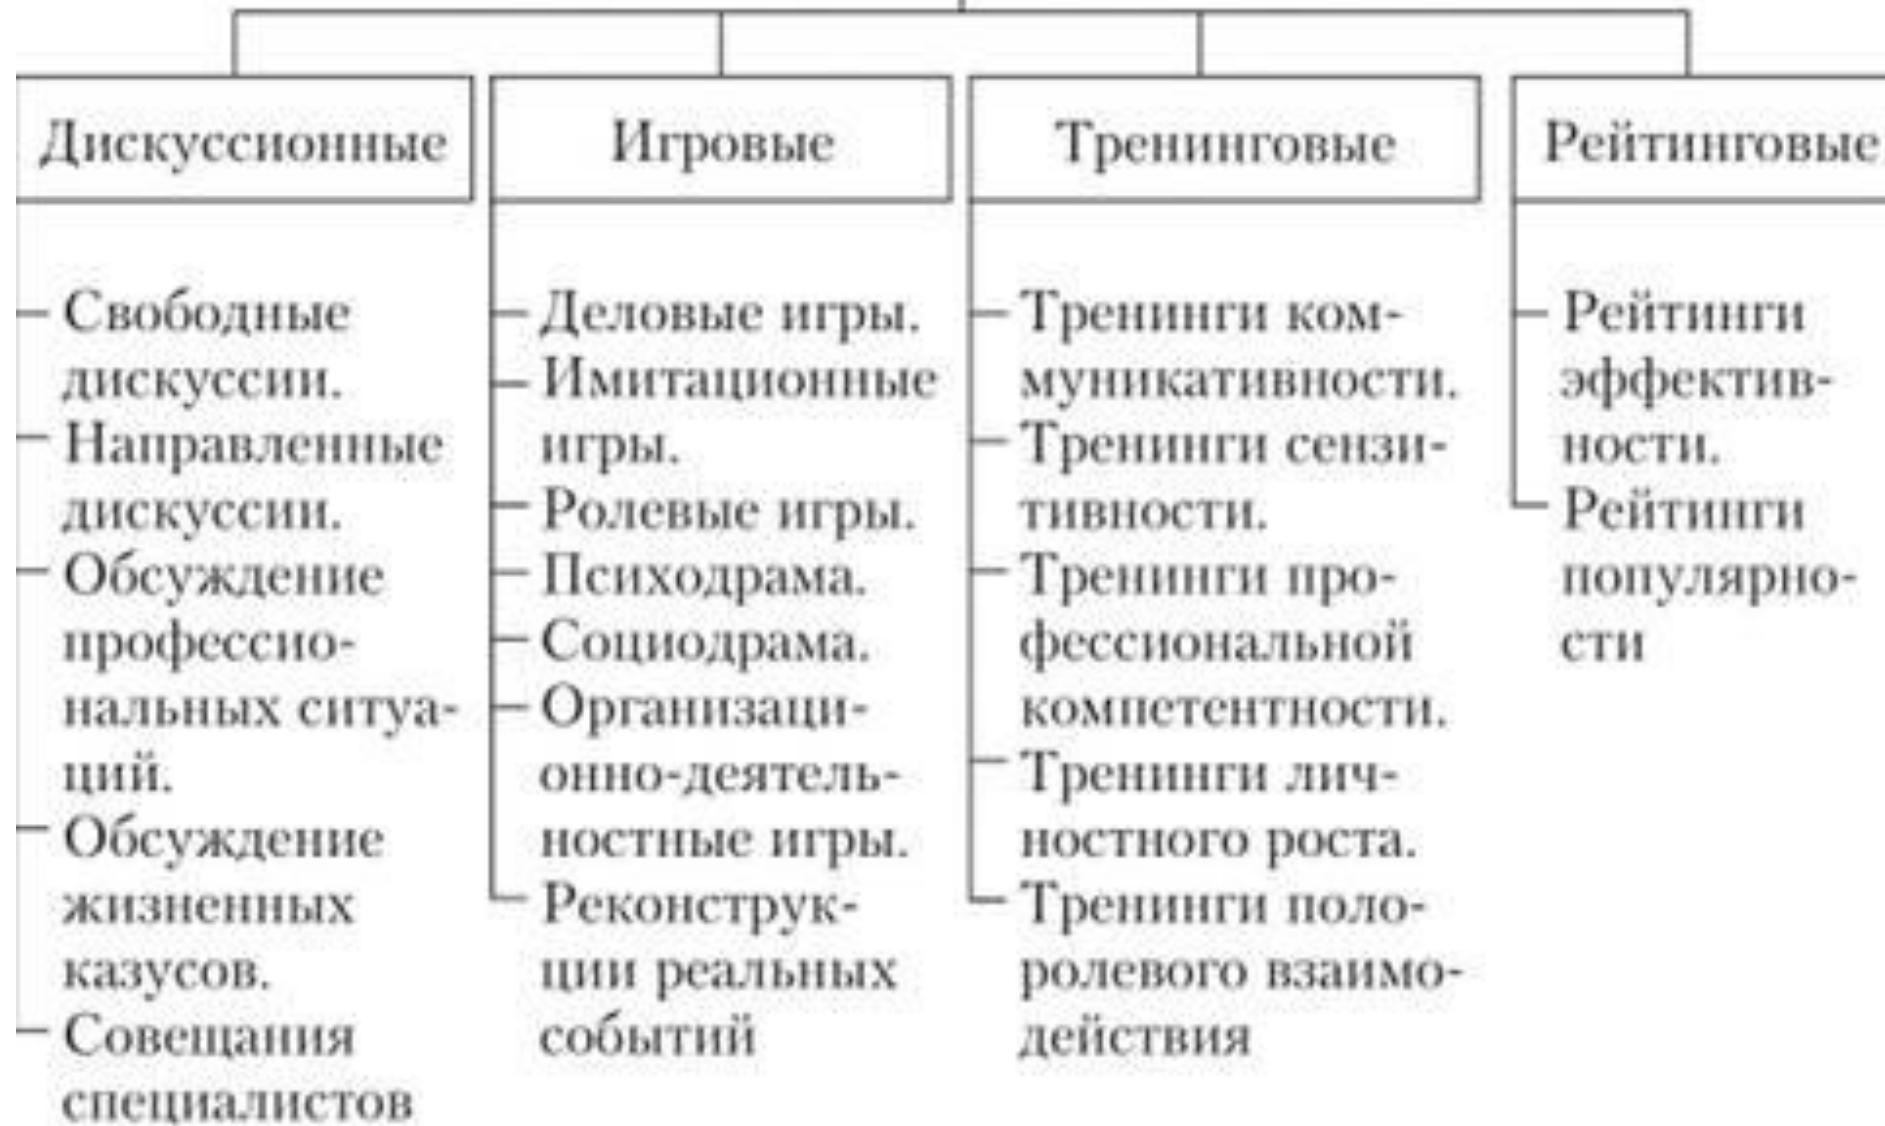 Дискуссионные
Свободные
дискуссии.
Направленные
дискуссии.
Обсуждение
профессио-
нальных ситуа-
ций.
Обсуждение
жизненных
казусов.
Совещания
специалистов
Игровые
Деловые игры.
Имитационные
игры.
Ролевые игры.
Психодрама.
Социодрама.
Организаци-
онно-деятель-
ностные игры.
Реконструк-
ции реальных
событий
Тренинговые
Тренинги ком-
муникативности.
Тренинги сензи-
тивности.
Тренинги про-
фессиональной
компетентности.
Тренинги лич-
ностного роста.
Тренинги поло-
ролевого взаимо-
действия
Рейтинговые
Рейтинги
эффектив-
ности.
Рейтинги
популярно-
сти